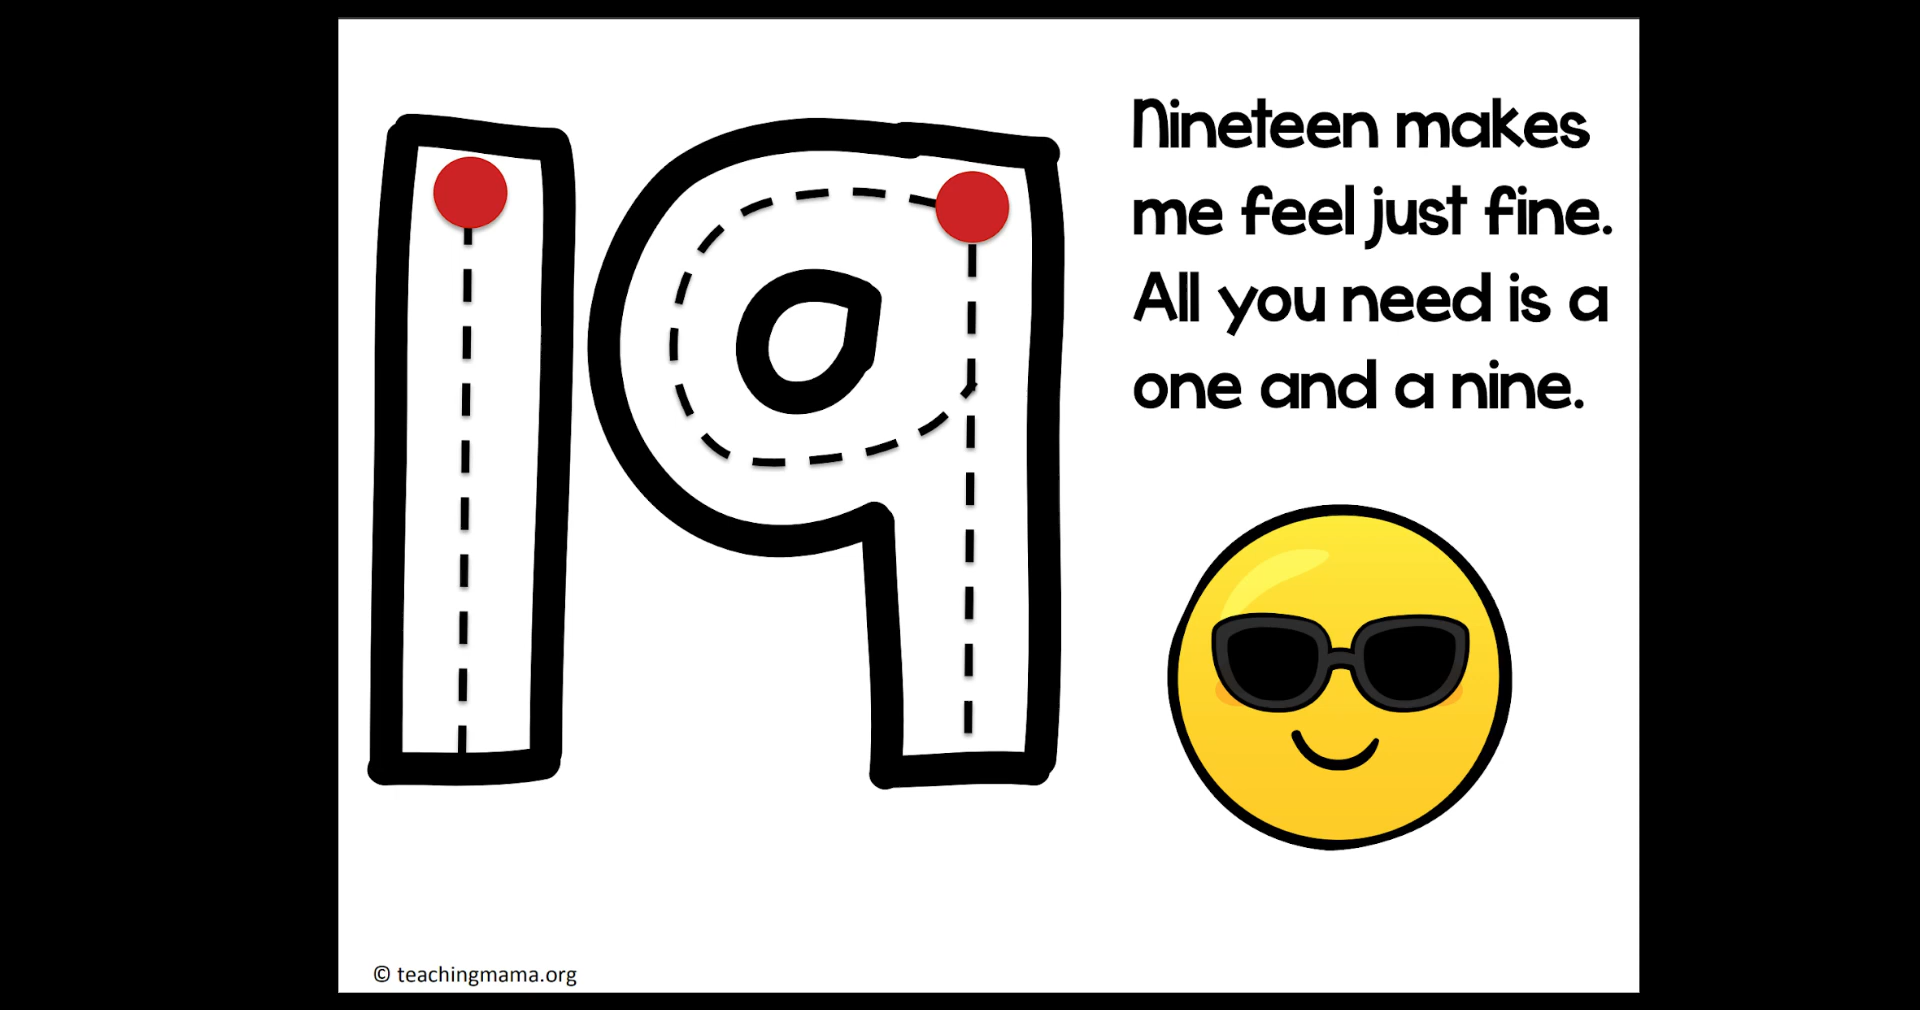 19
Nineteen makes
me feel just fine.
All you need is a
one and a nine.
© teachingmama.org